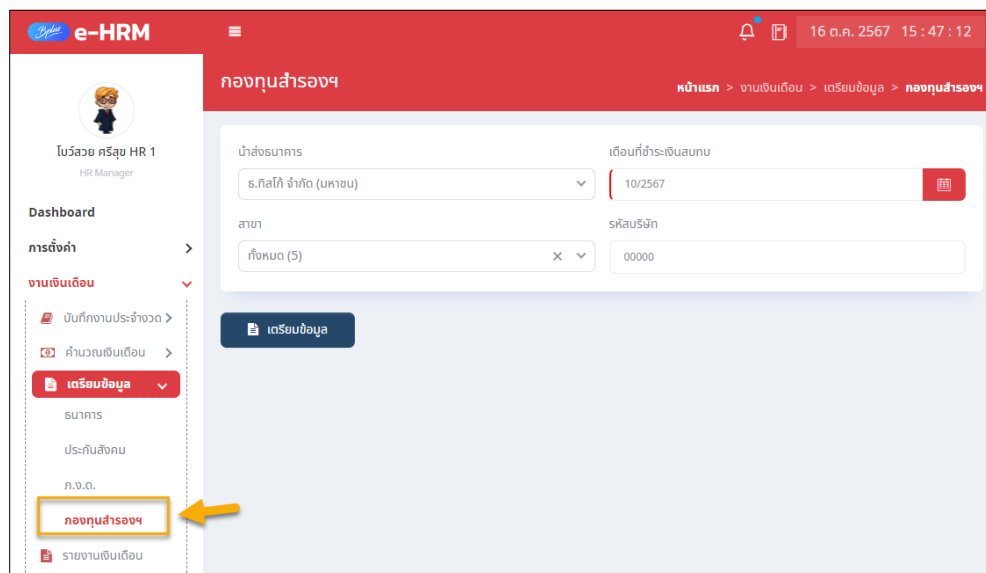 Bplus e-HRM
16 ต.ค. 2567 15 : 47 : 12
กองทุนสำรองฯ
หน้าแรก > งานเงินเดือน > เตรียมข้อมูล > กองทุนสำรองฯ
โบว์สวย ศรีสุข HR 1
HR Manager
Dashboard
การตั้งค่า
งานเงินเดือน
บันทึกงานประจำงวด
คำนวณเงินเดือน
เตรียมข้อมูล
ธนาคาร
ประกันสังคม
ภ.ง.ด.
กองทุนสำรองฯ
รายงานเงินเดือน
นำส่งธนาคาร
ธ.ทิสโก้ จำกัด (มหาชน)
เดือนที่ชำระเงินสบทบ
10/2567
สาขา
ทั้งหมด (5)
รหัสบริษัท
00000
เตรียมข้อมูล